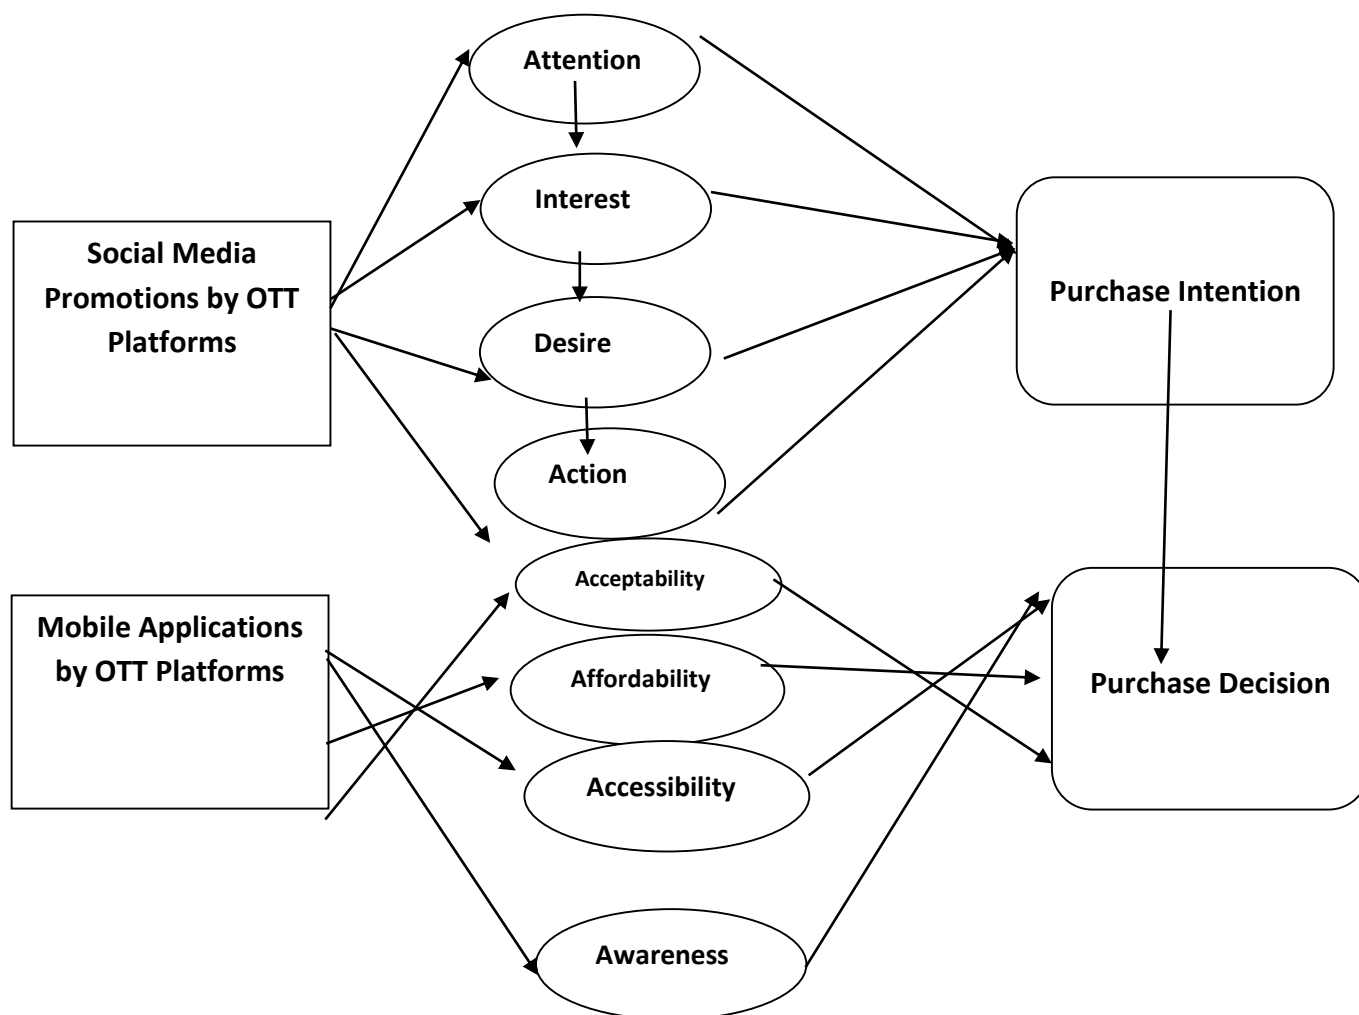 Attention
Interest
Social Media
Promotions by OTT
Platforms
Purchase Intention
Desire
Action
Acceptability
Mobile Applications
by OTT Platforms
Affordability
Purchase Decision
Accessibility
Awareness